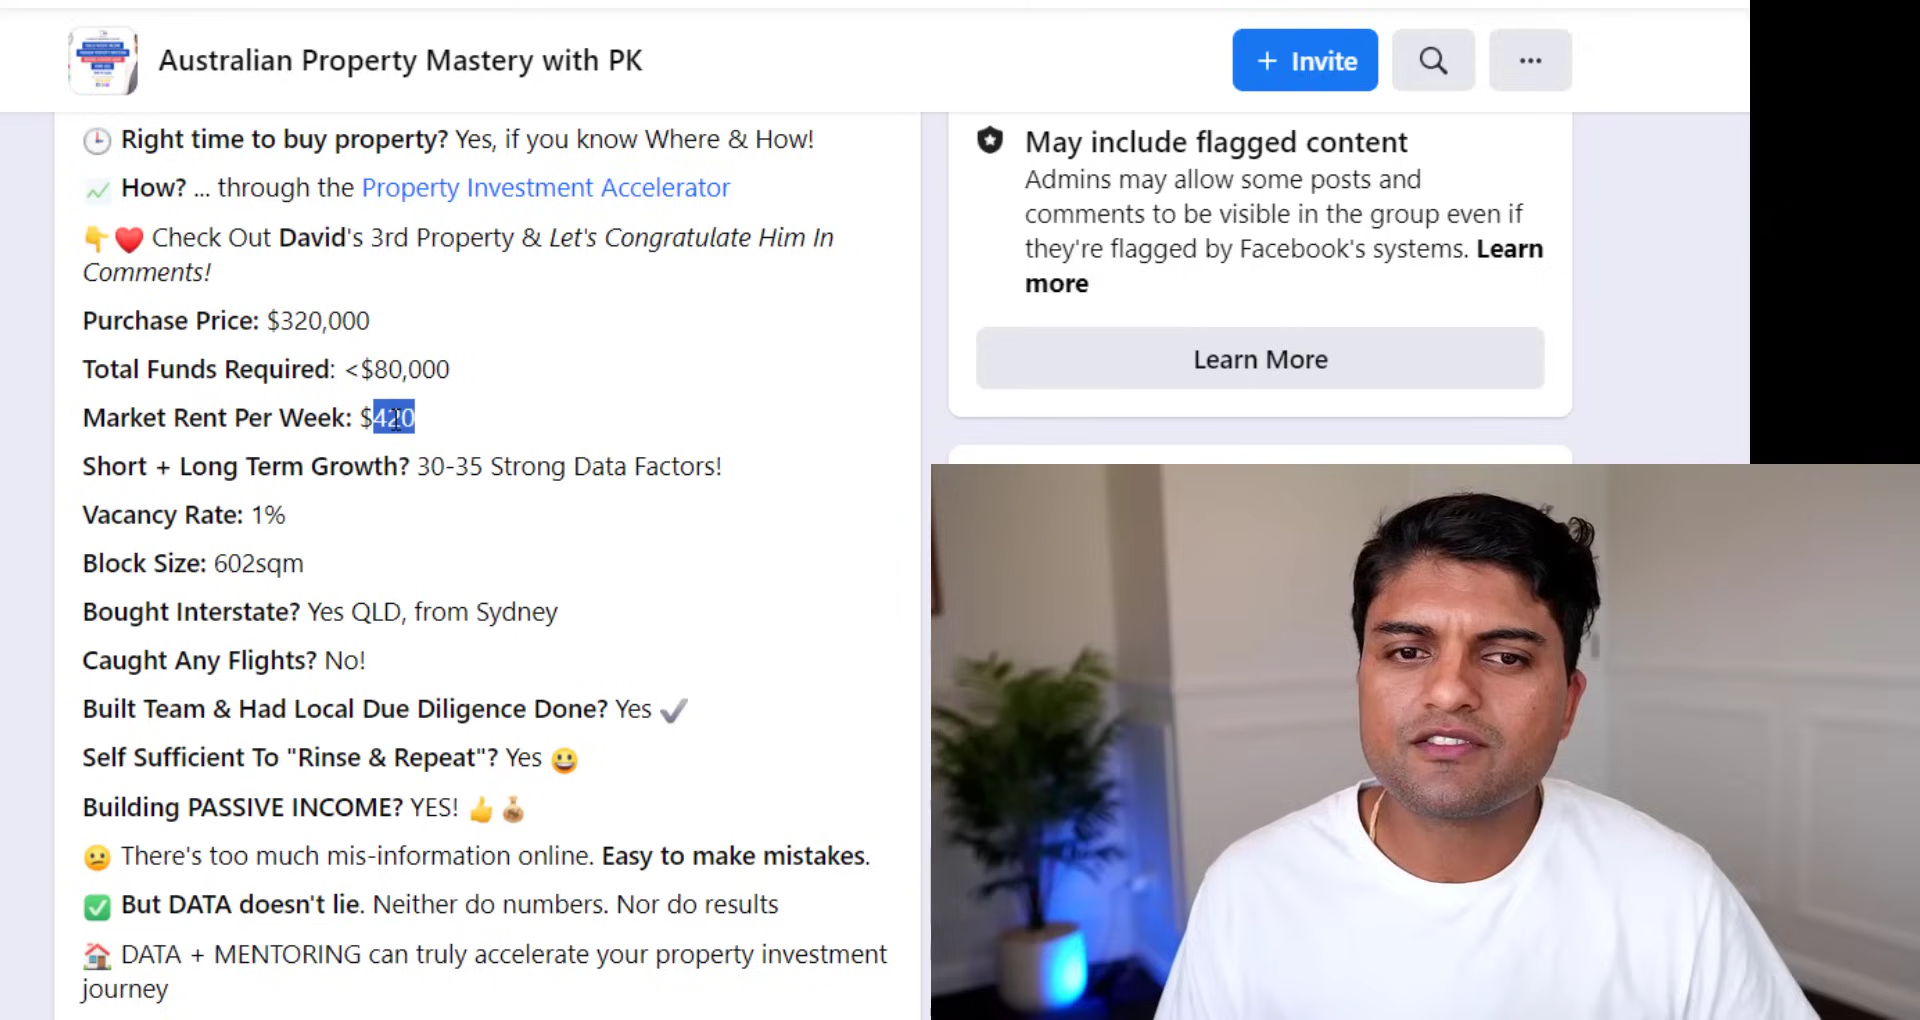 Australian Property Mastery with PK
+ Invite
Right time to buy property? Yes, if you know Where & How!
How? ... through the Property Investment Accelerator
Check Out David's 3rd Property & Let's Congratulate Him In
Comments!
Purchase Price: $320,000
Total Funds Required: <$80,000
Market Rent Per Week: $420
Short + Long Term Growth? 30-35 Strong Data Factors!
Vacancy Rate: 1%
Block Size: 602sqm
Bought Interstate? Yes QLD, from Sydney
Caught Any Flights? No!
Built Team & Had Local Due Diligence Done? Yes
Self Sufficient To "Rinse & Repeat"? Yes
Building PASSIVE INCOME? YES!
There's too much mis-information online. Easy to make mistakes.
But DATA doesn't lie. Neither do numbers. Nor do results
DATA + MENTORING can truly accelerate your property investment
journey
May include flagged content
Admins may allow some posts and
comments to be visible in the group even if
they're flagged by Facebook's systems. Learn
more
Learn More